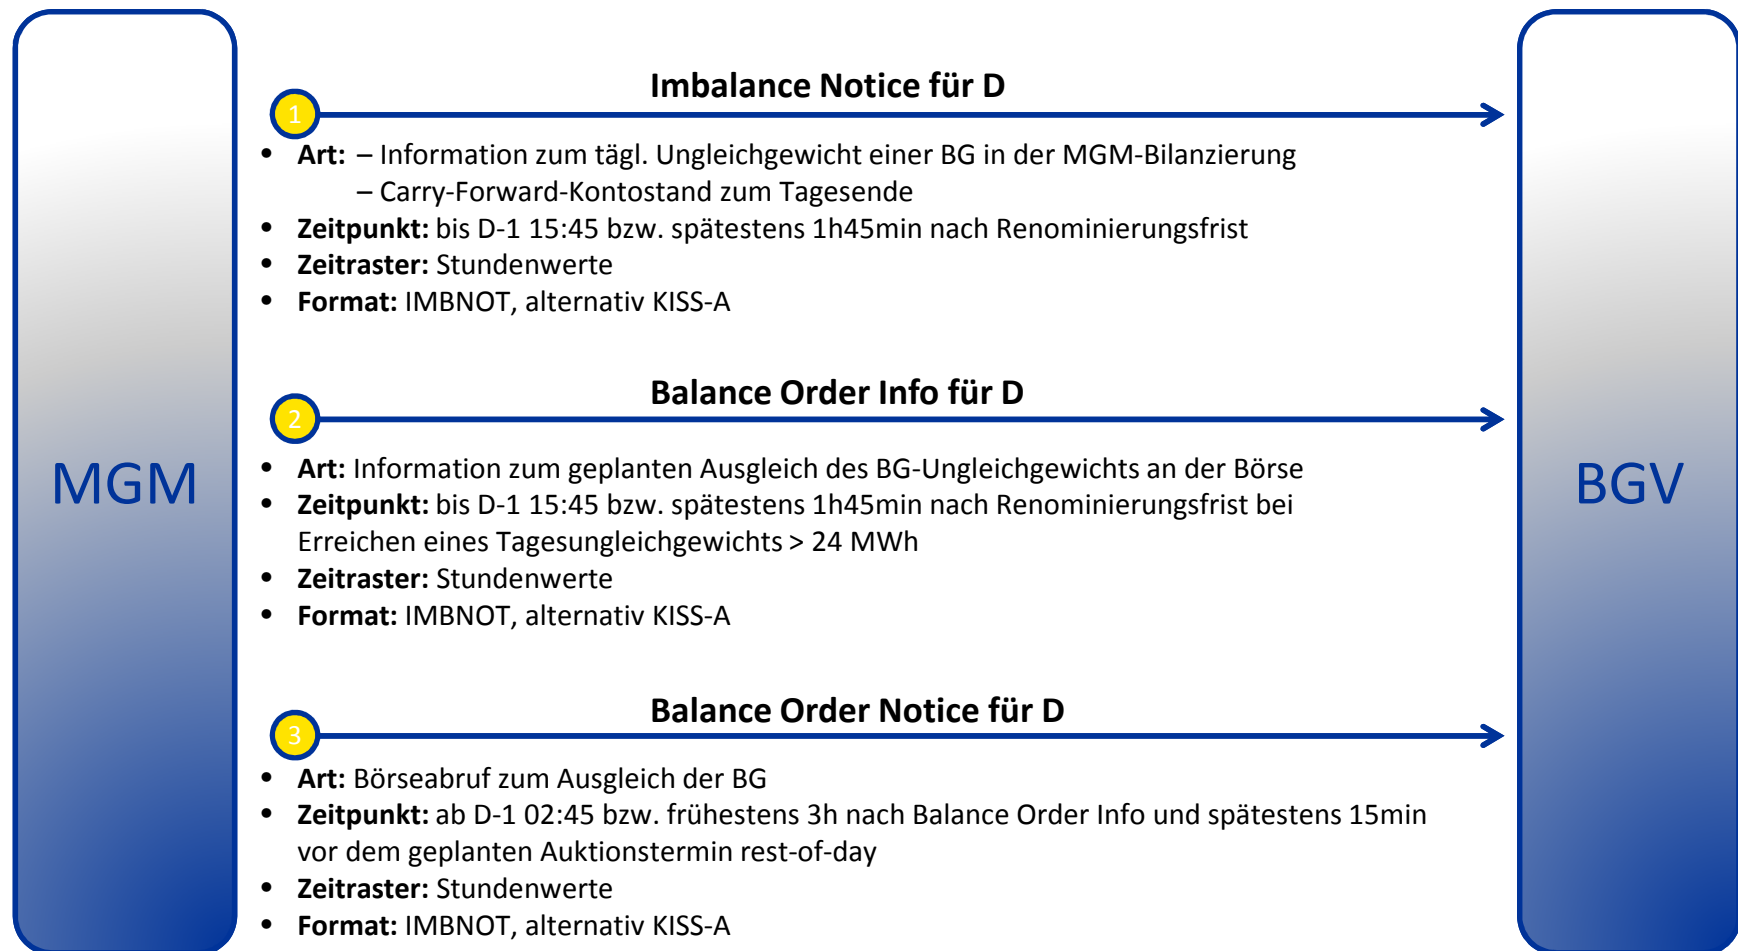 Imbalance Notice für D
1
• Art: – Information zum tägl. Ungleichgewicht einer BG in der MGM-Bilanzierung
– Carry-Forward-Kontostand zum Tagesende
• Zeitpunkt: bis D-1 15:45 bzw. spätestens 1h45min nach Renominierungsfrist
• Zeitraster: Stundenwerte
• Format: IMBNOT, alternativ KISS-A
Balance Order Info für D
2
MGM
• Art: Information zum geplanten Ausgleich des BG-Ungleichgewichts an der Börse
• Zeitpunkt: bis D-1 15:45 bzw. spätestens 1h45min nach Renominierungsfrist bei
Erreichen eines Tagesungleichgewichts > 24 MWh
• Zeitraster: Stundenwerte
• Format: IMBNOT, alternativ KISS-A
BGV
Balance Order Notice für D
3
• Art: Börseabruf zum Ausgleich der BG
• Zeitpunkt: ab D-1 02:45 bzw. frühestens 3h nach Balance Order Info und spätestens 15min
vor dem geplanten Auktionstermin rest-of-day
• Zeitraster: Stundenwerte
• Format: IMBNOT, alternativ KISS-A